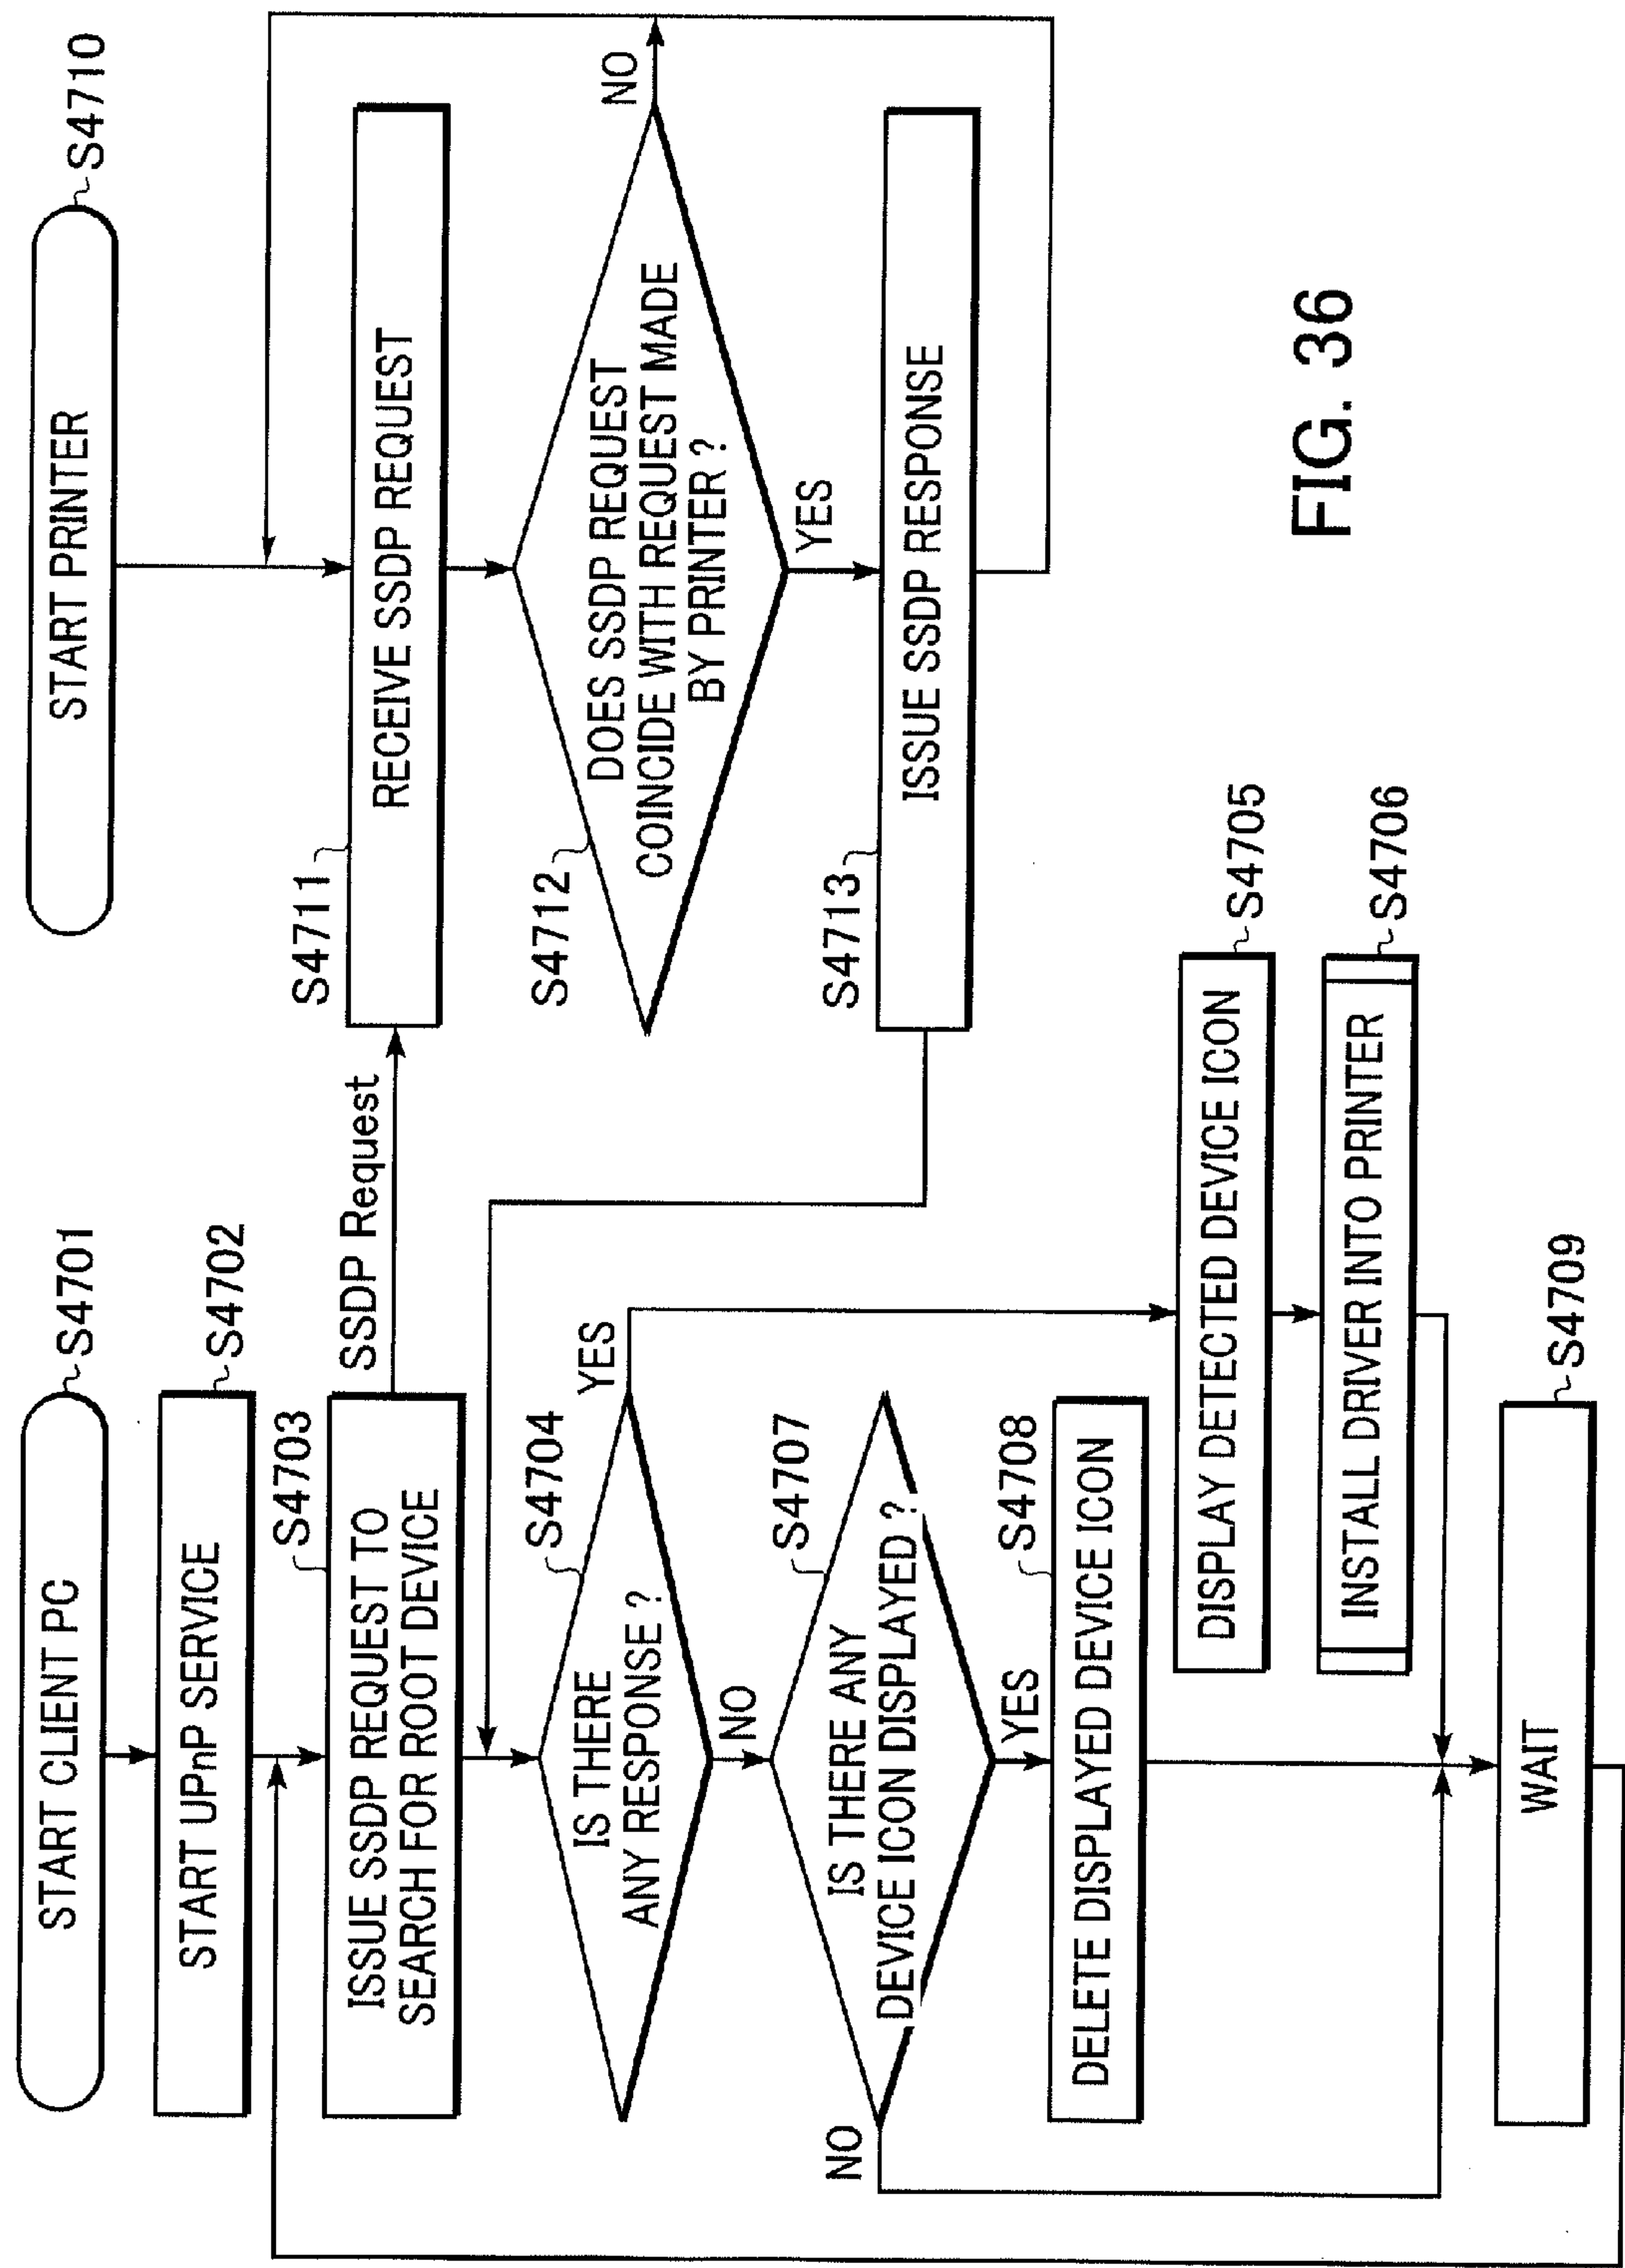 START CLIENT PC
S4701
START UPnP SERVICE
S4702
S4703
ISSUE SSDP REQUEST TO
SEARCH FOR ROOT DEVICE
SSDP Request
S4704
IS THERE
ANY RESPONSE ?
YES
NO
S4707
IS THERE ANY
DEVICE ICON DISPLAYED ?
NO
YES
S4708
DELETE DISPLAYED DEVICE ICON
DISPLAY DETECTED DEVICE ICON
S4705
INSTALL DRIVER INTO PRINTER
S4706
WAIT
S4709
START PRINTER
S4710
S4711
RECEIVE SSDP REQUEST
S4712
DOES SSDP REQUEST
COINCIDE WITH REQUEST MADE
BY PRINTER ?
NO
YES
S4713
ISSUE SSDP RESPONSE
FIG. 36